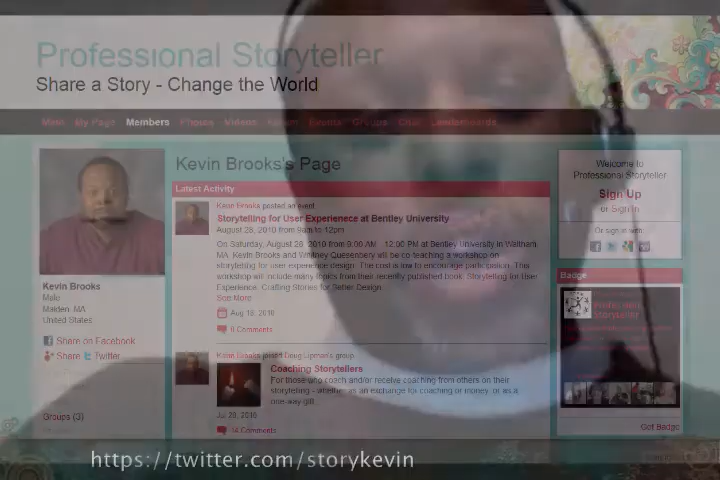 Professional Storyteller
Share a Story - Change the World
Main My Page Members Photos Videos Forum Events Groups Chat Leaderboards
Kevin Brooks's Page
Latest Activity
Kevin Brooks posted an event
Storytelling for User Experienece at Bentley University
August 28, 2010 from 9am to 12pm
On Saturday, August 28, 2010 from 9:00 AM - 12:00 PM at Bentley University in Waltham
MA, Kevin Brooks and Whitney Quesenbery will be co-teaching a workshop on
storytelling for user experience design. The cost is low to encourage participation. This
workshop will include many topics from their recently published book, Storytelling for User
Experience: Crafting Stories for Better Design.
See More
Aug 18, 2010
0 Comments
Kevin Brooks joined Doug Lipman's group
Coaching Storytellers
For those who coach and/or receive coaching from others on their
storytelling - whether as an exchange for coaching or money, or as a
one-way gift.
Jul 28, 2010
14 Comments
Kevin Brooks
Male
Malden, MA
United States
Share on Facebook
Share Twitter
Groups (3)
Welcome to
Professional Storyteller
Sign Up
or Sign In
Or sign in with:
Badge
Professional
Storyteller
Get Badge
https://twitter.com/storykevin